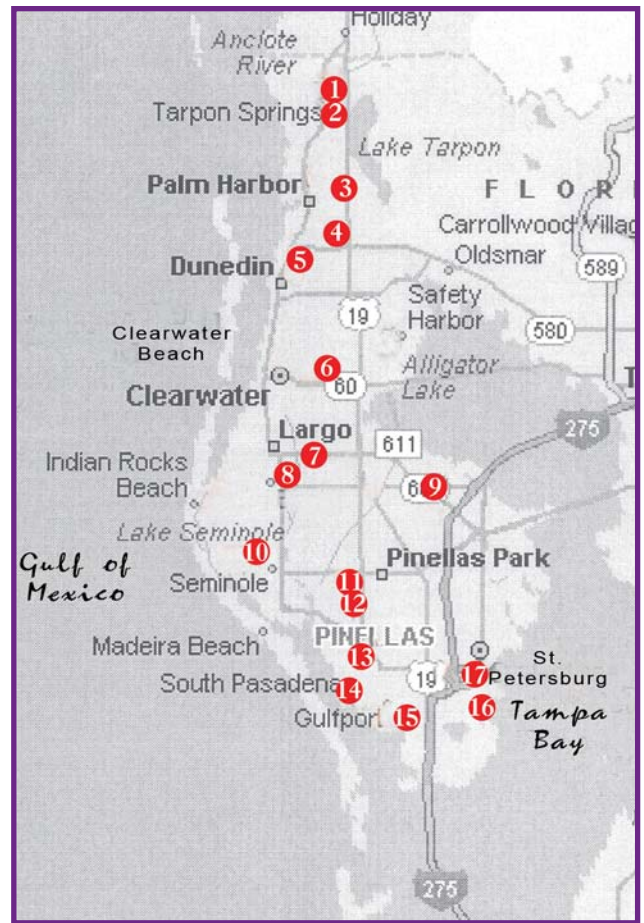 Holiday
Anclote
River
1
Tarpon Springs 2
Lake Tarpon
Palm Harbor 3
F L O R
4
Carrollwood Villag
5
Oldsmar
Dunedin
589
19
Safety
Harbor
580
Clearwater
Beach
6
60
Alligator
Lake
Clearwater
T
275
Largo
7
611
Indian Rocks
Beach
8
9
Lake Seminole
10
Gulf of
Mexico
Seminole
Pinellas Park
11
12
Madeira Beach
PINELLAS
13
St.
Petersburg
17
South Pasadena
14
19
16
Gulfport 15
Tampa
Bay
275